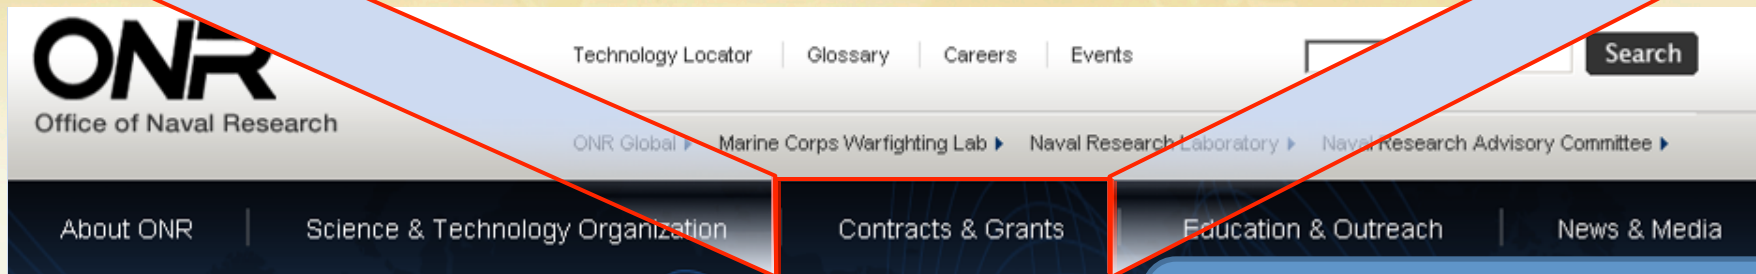 ONR
Office of Naval Research
Technology Locator Glossary Careers Events Search
ONR Global Marine Corps Warfighting Lab Naval Research Laboratory Naval Research Advisory Committee
About ONR Science & Technology Organization Contracts & Grants Education & Outreach News & Media